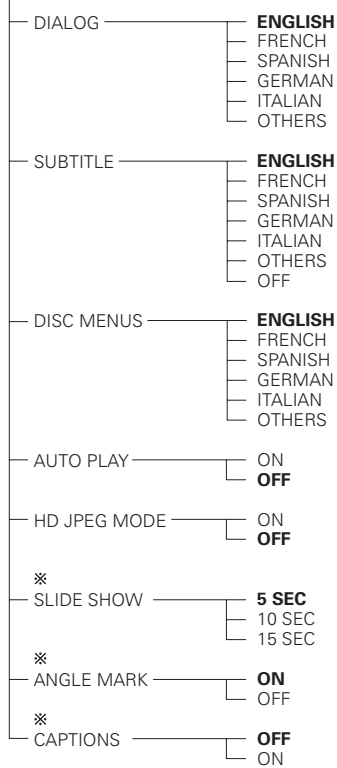 DIALOG ENGLISH
FRENCH
SPANISH
GERMAN
ITALIAN
OTHERS
SUBTITLE ENGLISH
FRENCH
SPANISH
GERMAN
ITALIAN
OTHERS
OFF
DISC MENUS ENGLISH
FRENCH
SPANISH
GERMAN
ITALIAN
OTHERS
AUTO PLAY ON
OFF
HD JPEG MODE ON
OFF
※
SLIDE SHOW 5 SEC
10 SEC
15 SEC
※
ANGLE MARK ON
OFF
※
CAPTIONS OFF
ON